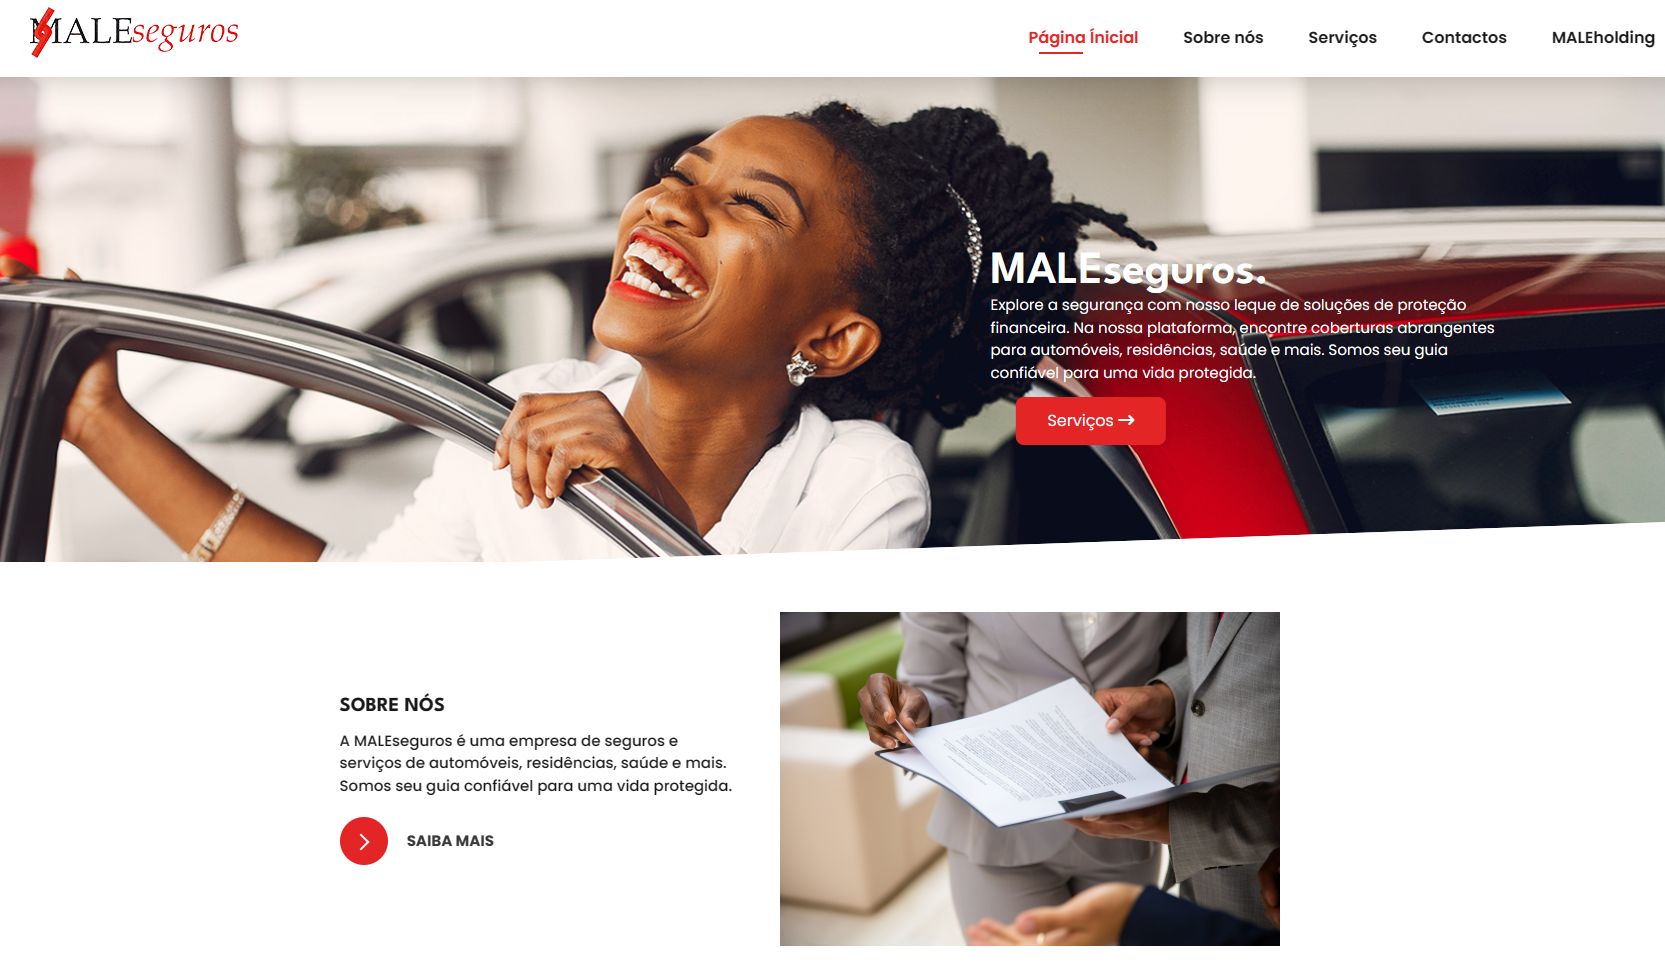 MALEseguros
Página Ínicial
Sobre nós
Serviços
Contactos
MALEholding
MALEseguros.
Explore a segurança com nosso leque de soluções de proteção
financeira. Na nossa plataforma, encontre coberturas abrangentes
para automóveis, residências, saúde e mais. Somos seu guia
confiável para uma vida protegida.
Serviços
SOBRE NÓS
A MALEseguros é uma empresa de seguros e
serviços de automóveis, residências, saúde e mais.
Somos seu guia confiável para uma vida protegida.
SAIBA MAIS